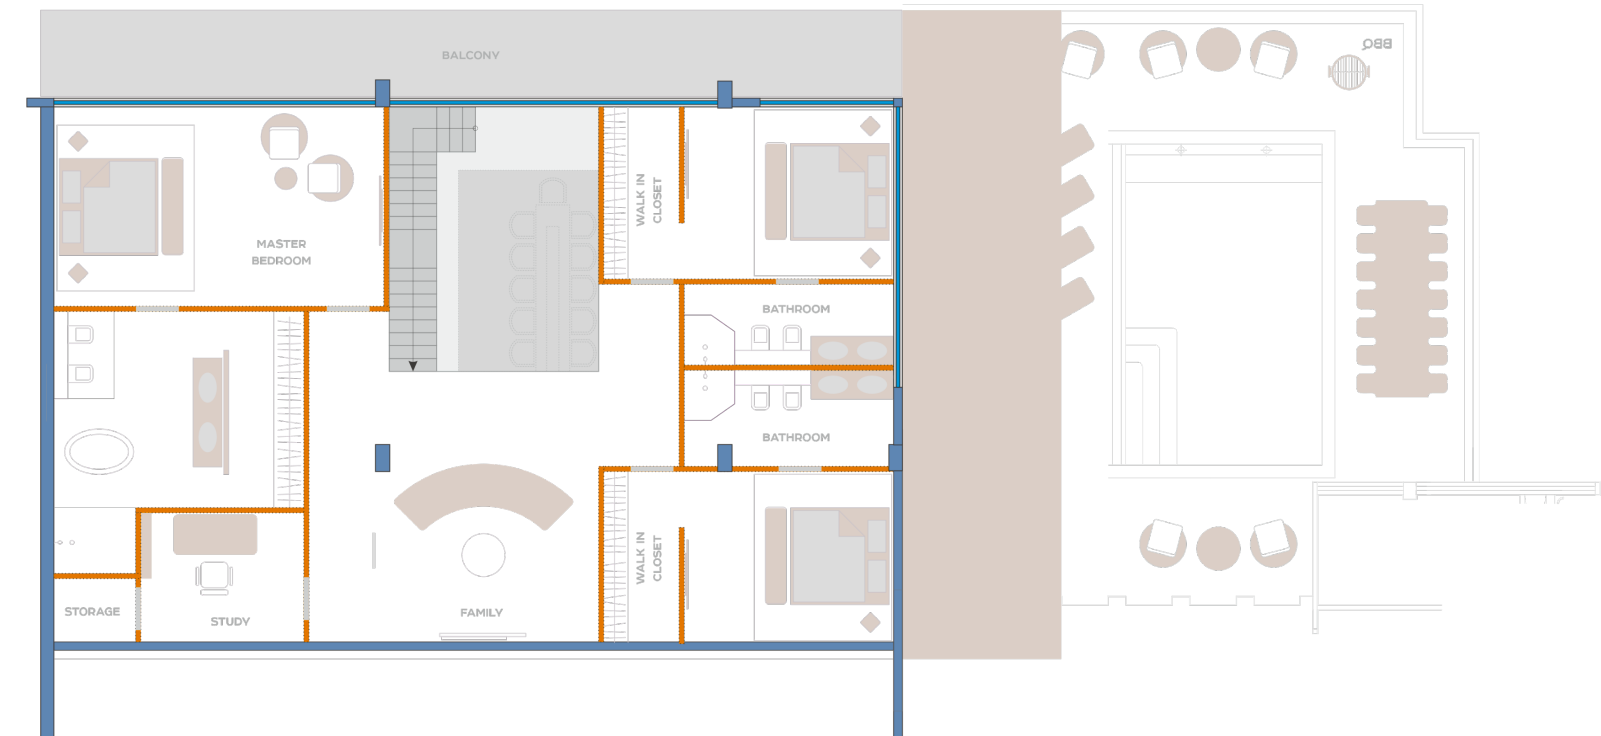 BALCONY
BBQ
WALK IN
CLOSET
MASTER
BEDROOM
BATHROOM
BATHROOM
WALK IN
CLOSET
STORAGE
STUDY
FAMILY